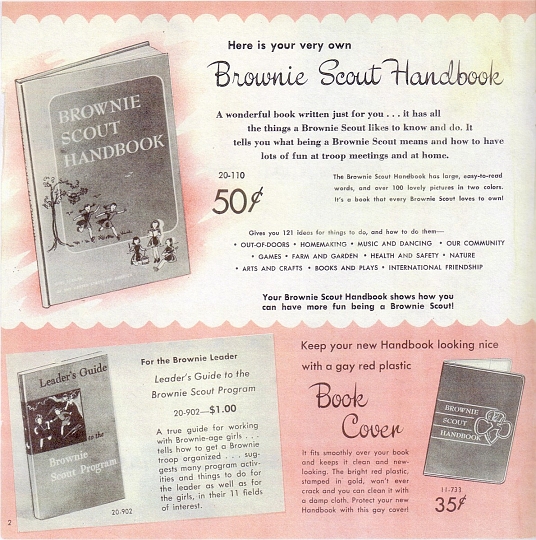 Here is your very own
Brownie Scout Handbook
A wonderful book written just for you . . . it has all
the things a Brownie Scout likes to know and do. It
tells you what being a Brownie Scout means and how to have
lots of fun at troop meetings and at home.
BROWNIE
SCOUT
HANDBOOK
20-110
50¢
The Brownie Scout Handbook has large, easy-to-read
words, and over 100 lovely pictures in two colors.
It's a book that every Brownie Scout loves to own!
Gives you 121 ideas for things to do, and how to do them—
• OUT-OF-DOORS • HOMEMAKING • MUSIC AND DANCING • OUR COMMUNITY
• GAMES • FARM AND GARDEN • HEALTH AND SAFETY • NATURE
• ARTS AND CRAFTS • BOOKS AND PLAYS • INTERNATIONAL FRIENDSHIP
Your Brownie Scout Handbook shows how you
can have more fun being a Brownie Scout!
Leader's Guide
to the
Brownie
Scout Program
20-902
For the Brownie Leader
Leader's Guide to the
Brownie Scout Program
20-902—$1.00
A true guide for working
with Brownie-age girls . . .
tells how to get a Brownie
troop organized . . . sug-
gests many program activ-
ities and things to do for
the leader as well as for
the girls, in their 11 fields
of interest.
Keep your new Handbook looking nice
with a gay red plastic
Book
Cover
It fits smoothly over your book
and keeps it clean and new-
looking. The bright red plastic,
stamped in gold, won't ever
crack and you can clean it with
a damp cloth. Protect your new
Handbook with this gay cover!
BROWNIE
SCOUT
HANDBOOK
11-733
35¢
2